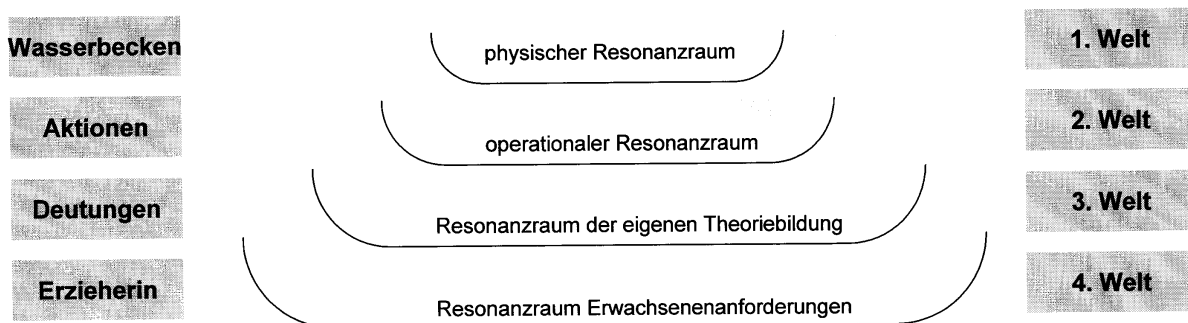 Wasserbecken physischer Resonanzraum 1. Welt
Aktionen operationaler Resonanzraum 2. Welt
Deutungen Resonanzraum der eigenen Theoriebildung 3. Welt
Erzieherin Resonanzraum Erwachsenenanforderungen 4. Welt